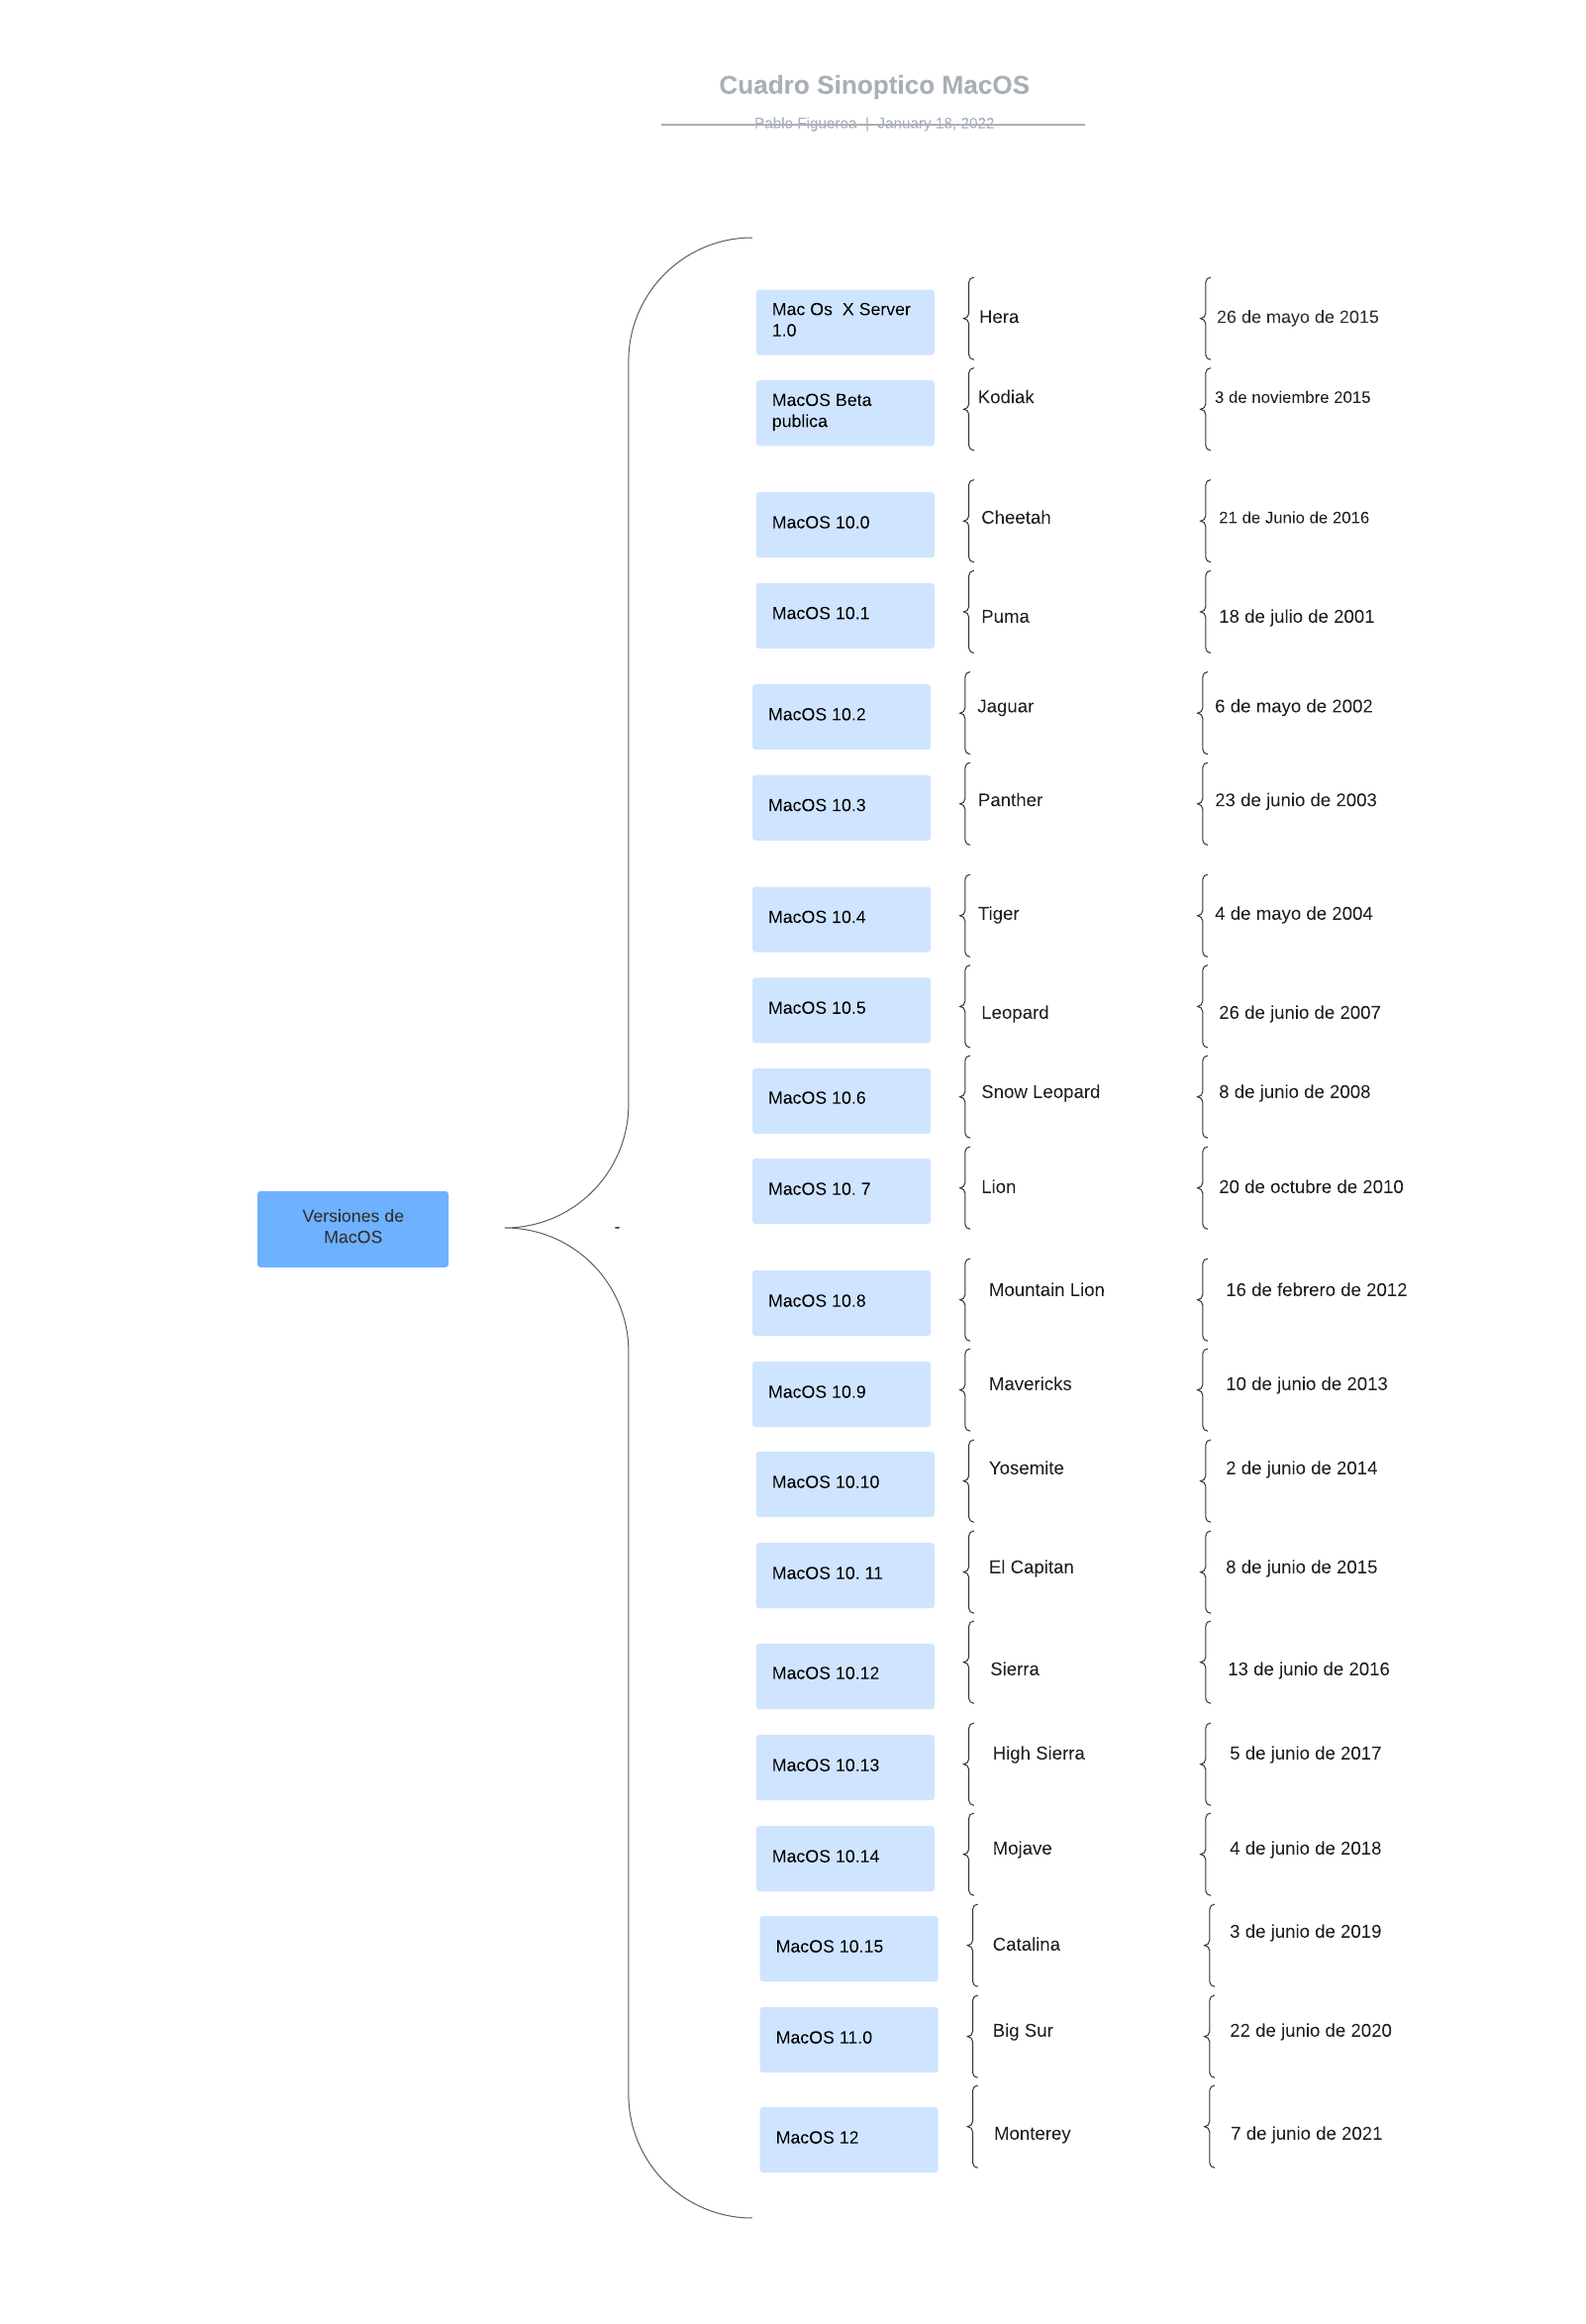 Cuadro Sinoptico MacOS
Pablo Figueroa | January 18, 2022
Mac Os  X Server
1.0
Hera
26 de mayo de 2015
MacOS Beta
publica
Kodiak
3 de noviembre 2015
MacOS 10.0
Cheetah
21 de Junio de 2016
MacOS 10.1
Puma
18 de julio de 2001
MacOS 10.2
Jaguar
6 de mayo de 2002
MacOS 10.3
Panther
23 de junio de 2003
MacOS 10.4
Tiger
4 de mayo de 2004
MacOS 10.5
Leopard
26 de junio de 2007
MacOS 10.6
Snow Leopard
8 de junio de 2008
MacOS 10. 7
Lion
20 de octubre de 2010
Versiones de
MacOS
-
MacOS 10.8
Mountain Lion
16 de febrero de 2012
MacOS 10.9
Mavericks
10 de junio de 2013
MacOS 10.10
Yosemite
2 de junio de 2014
MacOS 10. 11
El Capitan
8 de junio de 2015
MacOS 10.12
Sierra
13 de junio de 2016
MacOS 10.13
High Sierra
5 de junio de 2017
MacOS 10.14
Mojave
4 de junio de 2018
MacOS 10.15
Catalina
3 de junio de 2019
MacOS 11.0
Big Sur
22 de junio de 2020
MacOS 12
Monterey
7 de junio de 2021